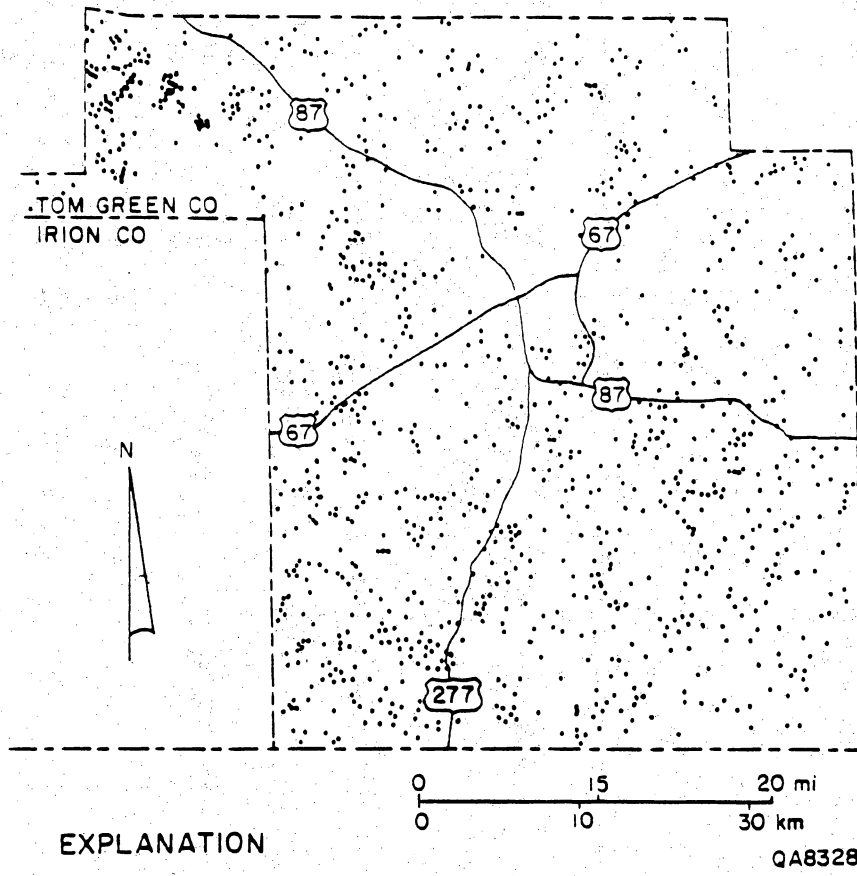 87
TOM GREEN CO
IRION CO
67
87
67
N
277
0 15 20 mi
0 10 30 km
EXPLANATION
QA8328